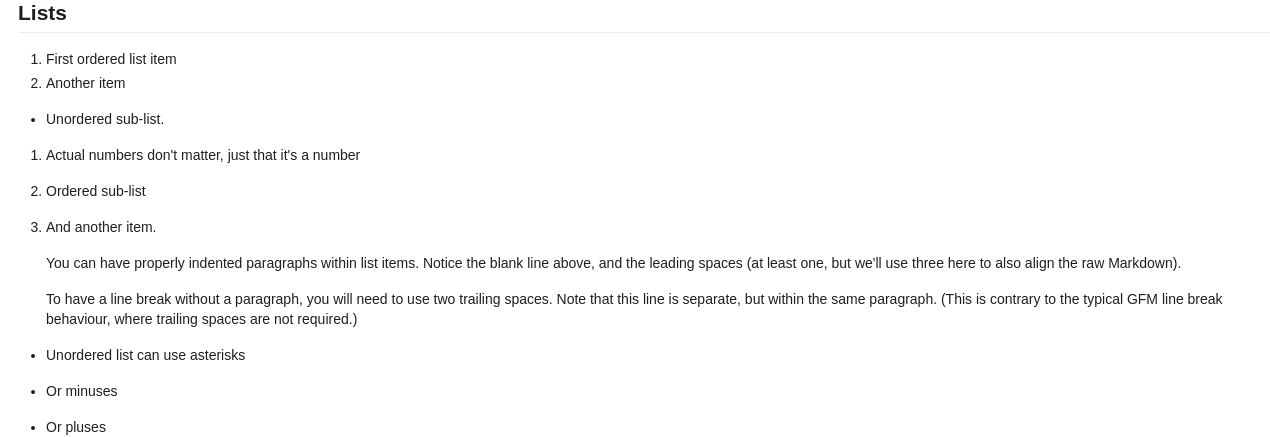 Lists
1. First ordered list item
2. Another item
• Unordered sub-list.
1. Actual numbers don't matter, just that it's a number
2. Ordered sub-list
3. And another item.
You can have properly indented paragraphs within list items. Notice the blank line above, and the leading spaces (at least one, but we'll use three here to also align the raw Markdown).
To have a line break without a paragraph, you will need to use two trailing spaces. Note that this line is separate, but within the same paragraph. (This is contrary to the typical GFM line break
behaviour, where trailing spaces are not required.)
• Unordered list can use asterisks
• Or minuses
• Or pluses